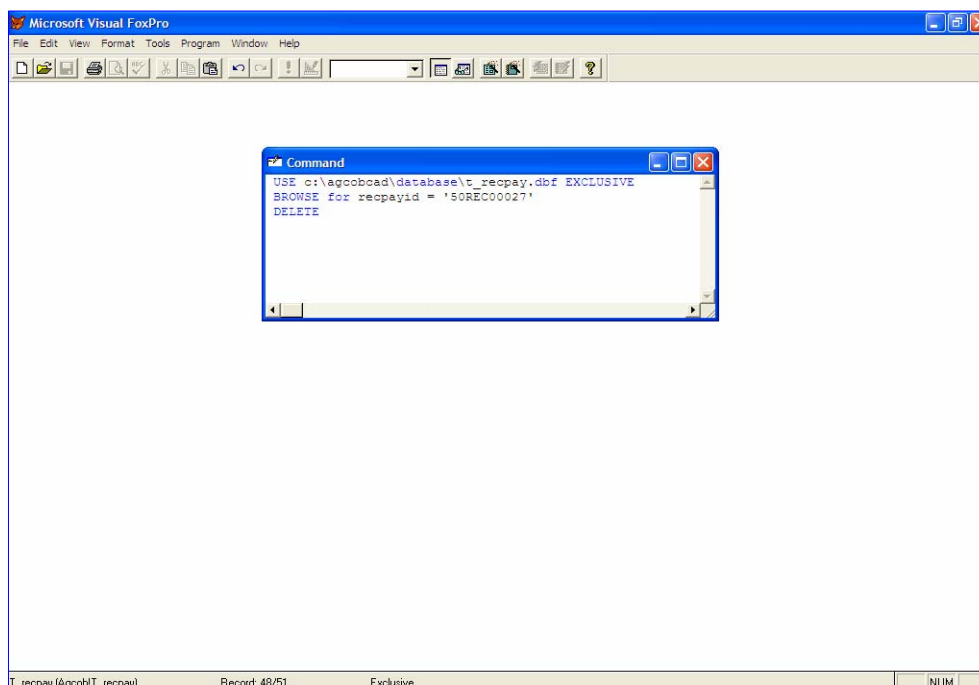 Microsoft Visual FoxPro
File Edit View Format Tools Program Window Help
Command
USE c:\agcobcad\database\t_recpay.dbf EXCLUSIVE
BROWSE for recpayid = '50REC00027'
DELETE
T_recpay (Agcob!T_recpay) Record: 48/51 Exclusive NUM